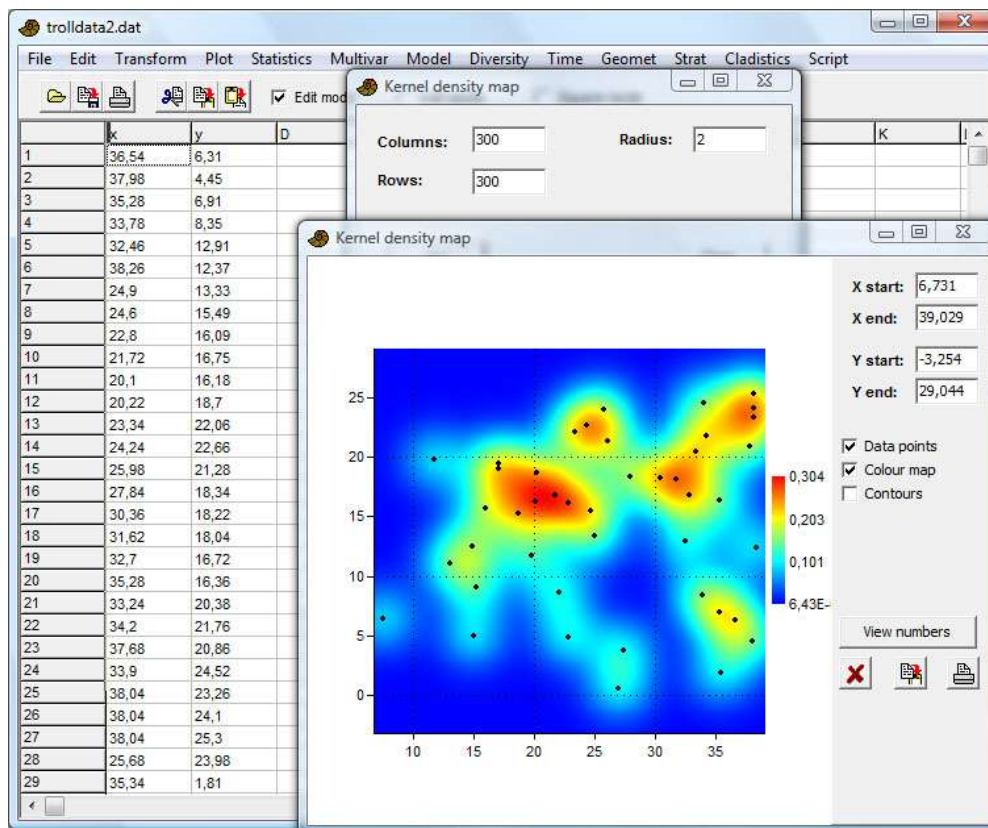 trolldata2.dat
File Edit Transform Plot Statistics Multivar Model Diversity Time Geomet Strat Cladistics Script
Edit mod
Kernel density map
Columns: 300 Radius: 2
Rows: 300
x y D K
1 36,54 6,31
2 37,98 4,45
3 35,28 6,91
4 33,78 8,35
5 32,46 12,91
6 38,26 12,37
7 24,9 13,33
8 24,6 15,49
9 22,8 16,09
10 21,72 16,75
11 20,1 16,18
12 20,22 18,7
13 23,34 22,06
14 24,24 22,66
15 25,98 21,28
16 27,84 18,34
17 30,36 18,22
18 31,62 18,04
19 32,7 16,72
20 35,28 16,36
21 33,24 20,38
22 34,2 21,76
23 37,68 20,86
24 33,9 24,52
25 38,04 23,26
26 38,04 24,1
27 38,04 25,3
28 25,68 23,98
29 35,34 1,81
Kernel density map
25
20
15
10
5
0
10 15 20 25 30 35
0,304
0,203
0,101
6,43E-
X start: 6,731
X end: 39,029
Y start: -3,254
Y end: 29,044
Data points
Colour map
Contours
View numbers